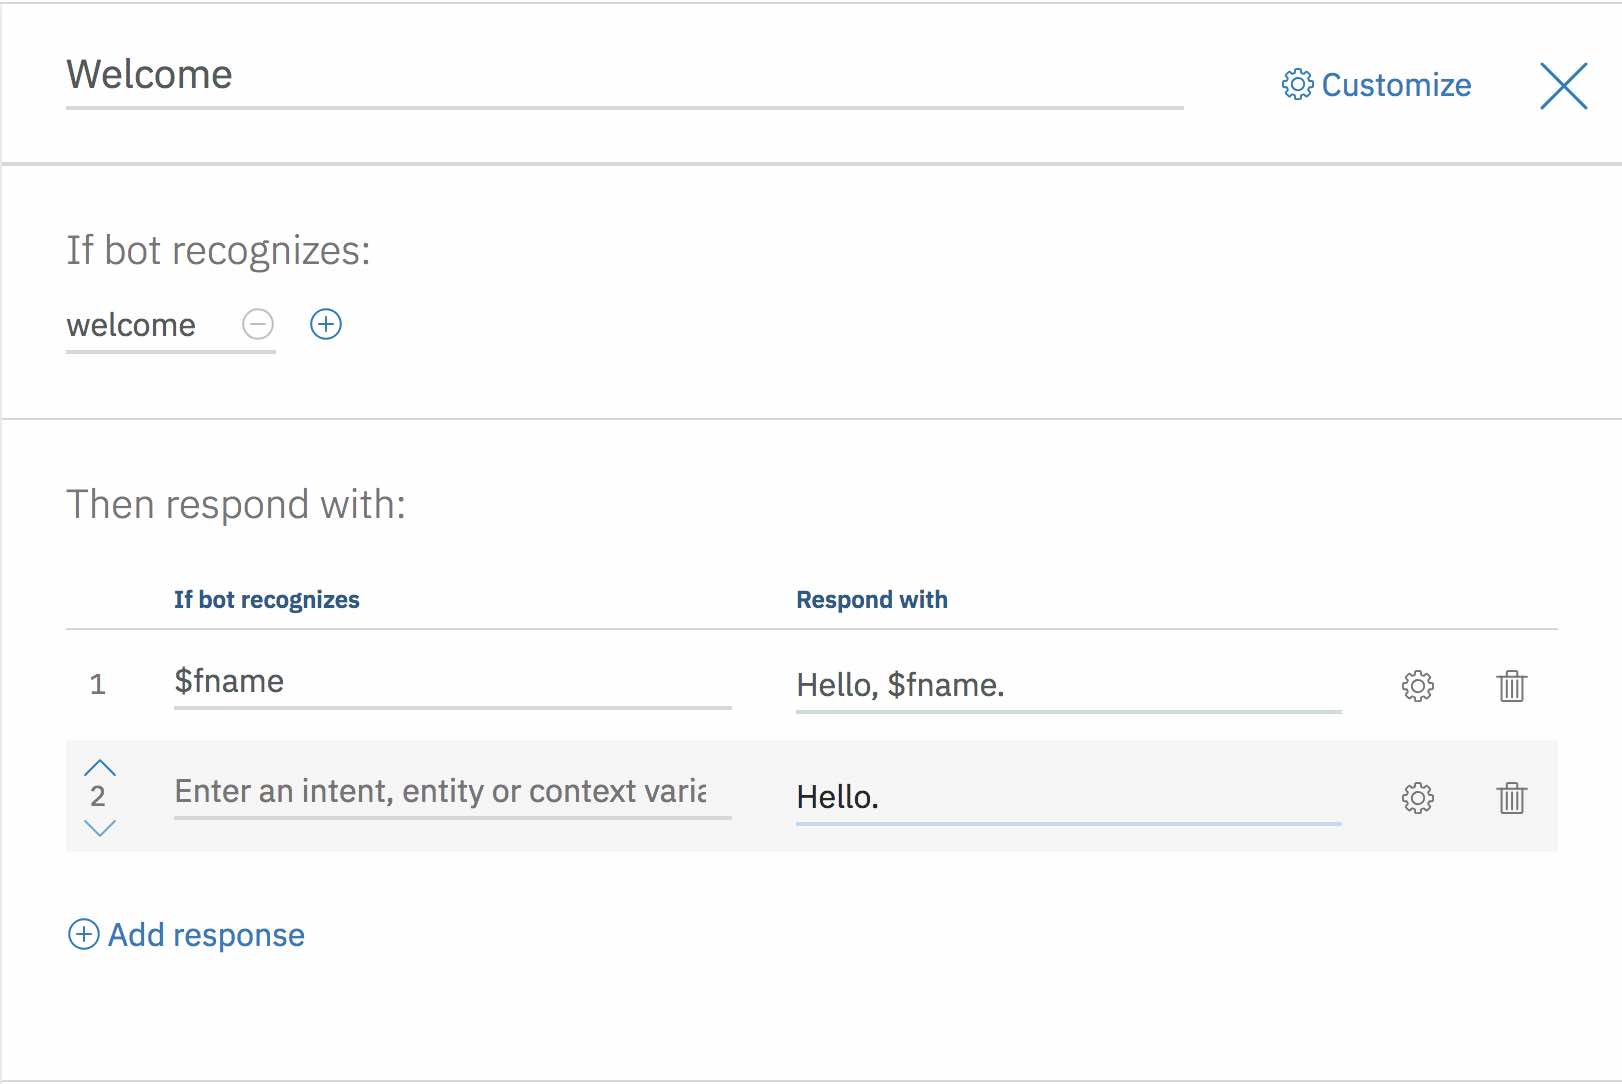 Welcome
Customize
If bot recognizes:
welcome
Then respond with:
If bot recognizes Respond with
1 $fname Hello, $fname.
2 Enter an intent, entity or context varia Hello.
Add response